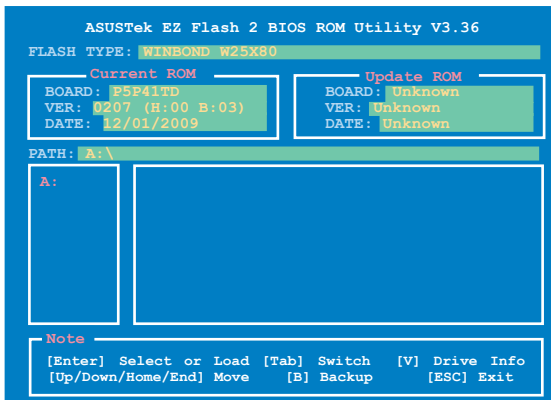 ASUSTek EZ Flash 2 BIOS ROM Utility V3.36
FLASH TYPE: WINBOND W25X80
Current ROM
BOARD: P5P41TD
VER: 0207 (H:00 B:03)
DATE: 12/01/2009
Update ROM
BOARD: Unknown
VER: Unknown
DATE: Unknown
PATH: A:\
A:
Note
[Enter] Select or Load [Tab] Switch [V] Drive Info
[Up/Down/Home/End] Move [B] Backup [ESC] Exit